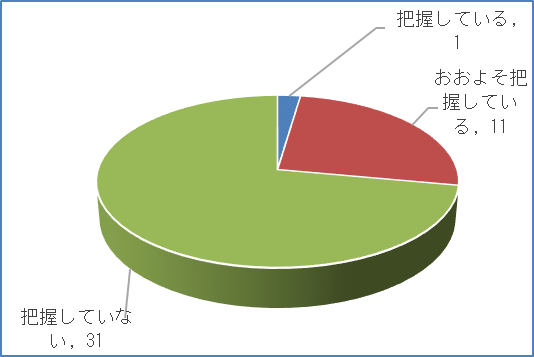 把握している,
1
おおよそ把
握してい
る, 11
把握していな
い, 31